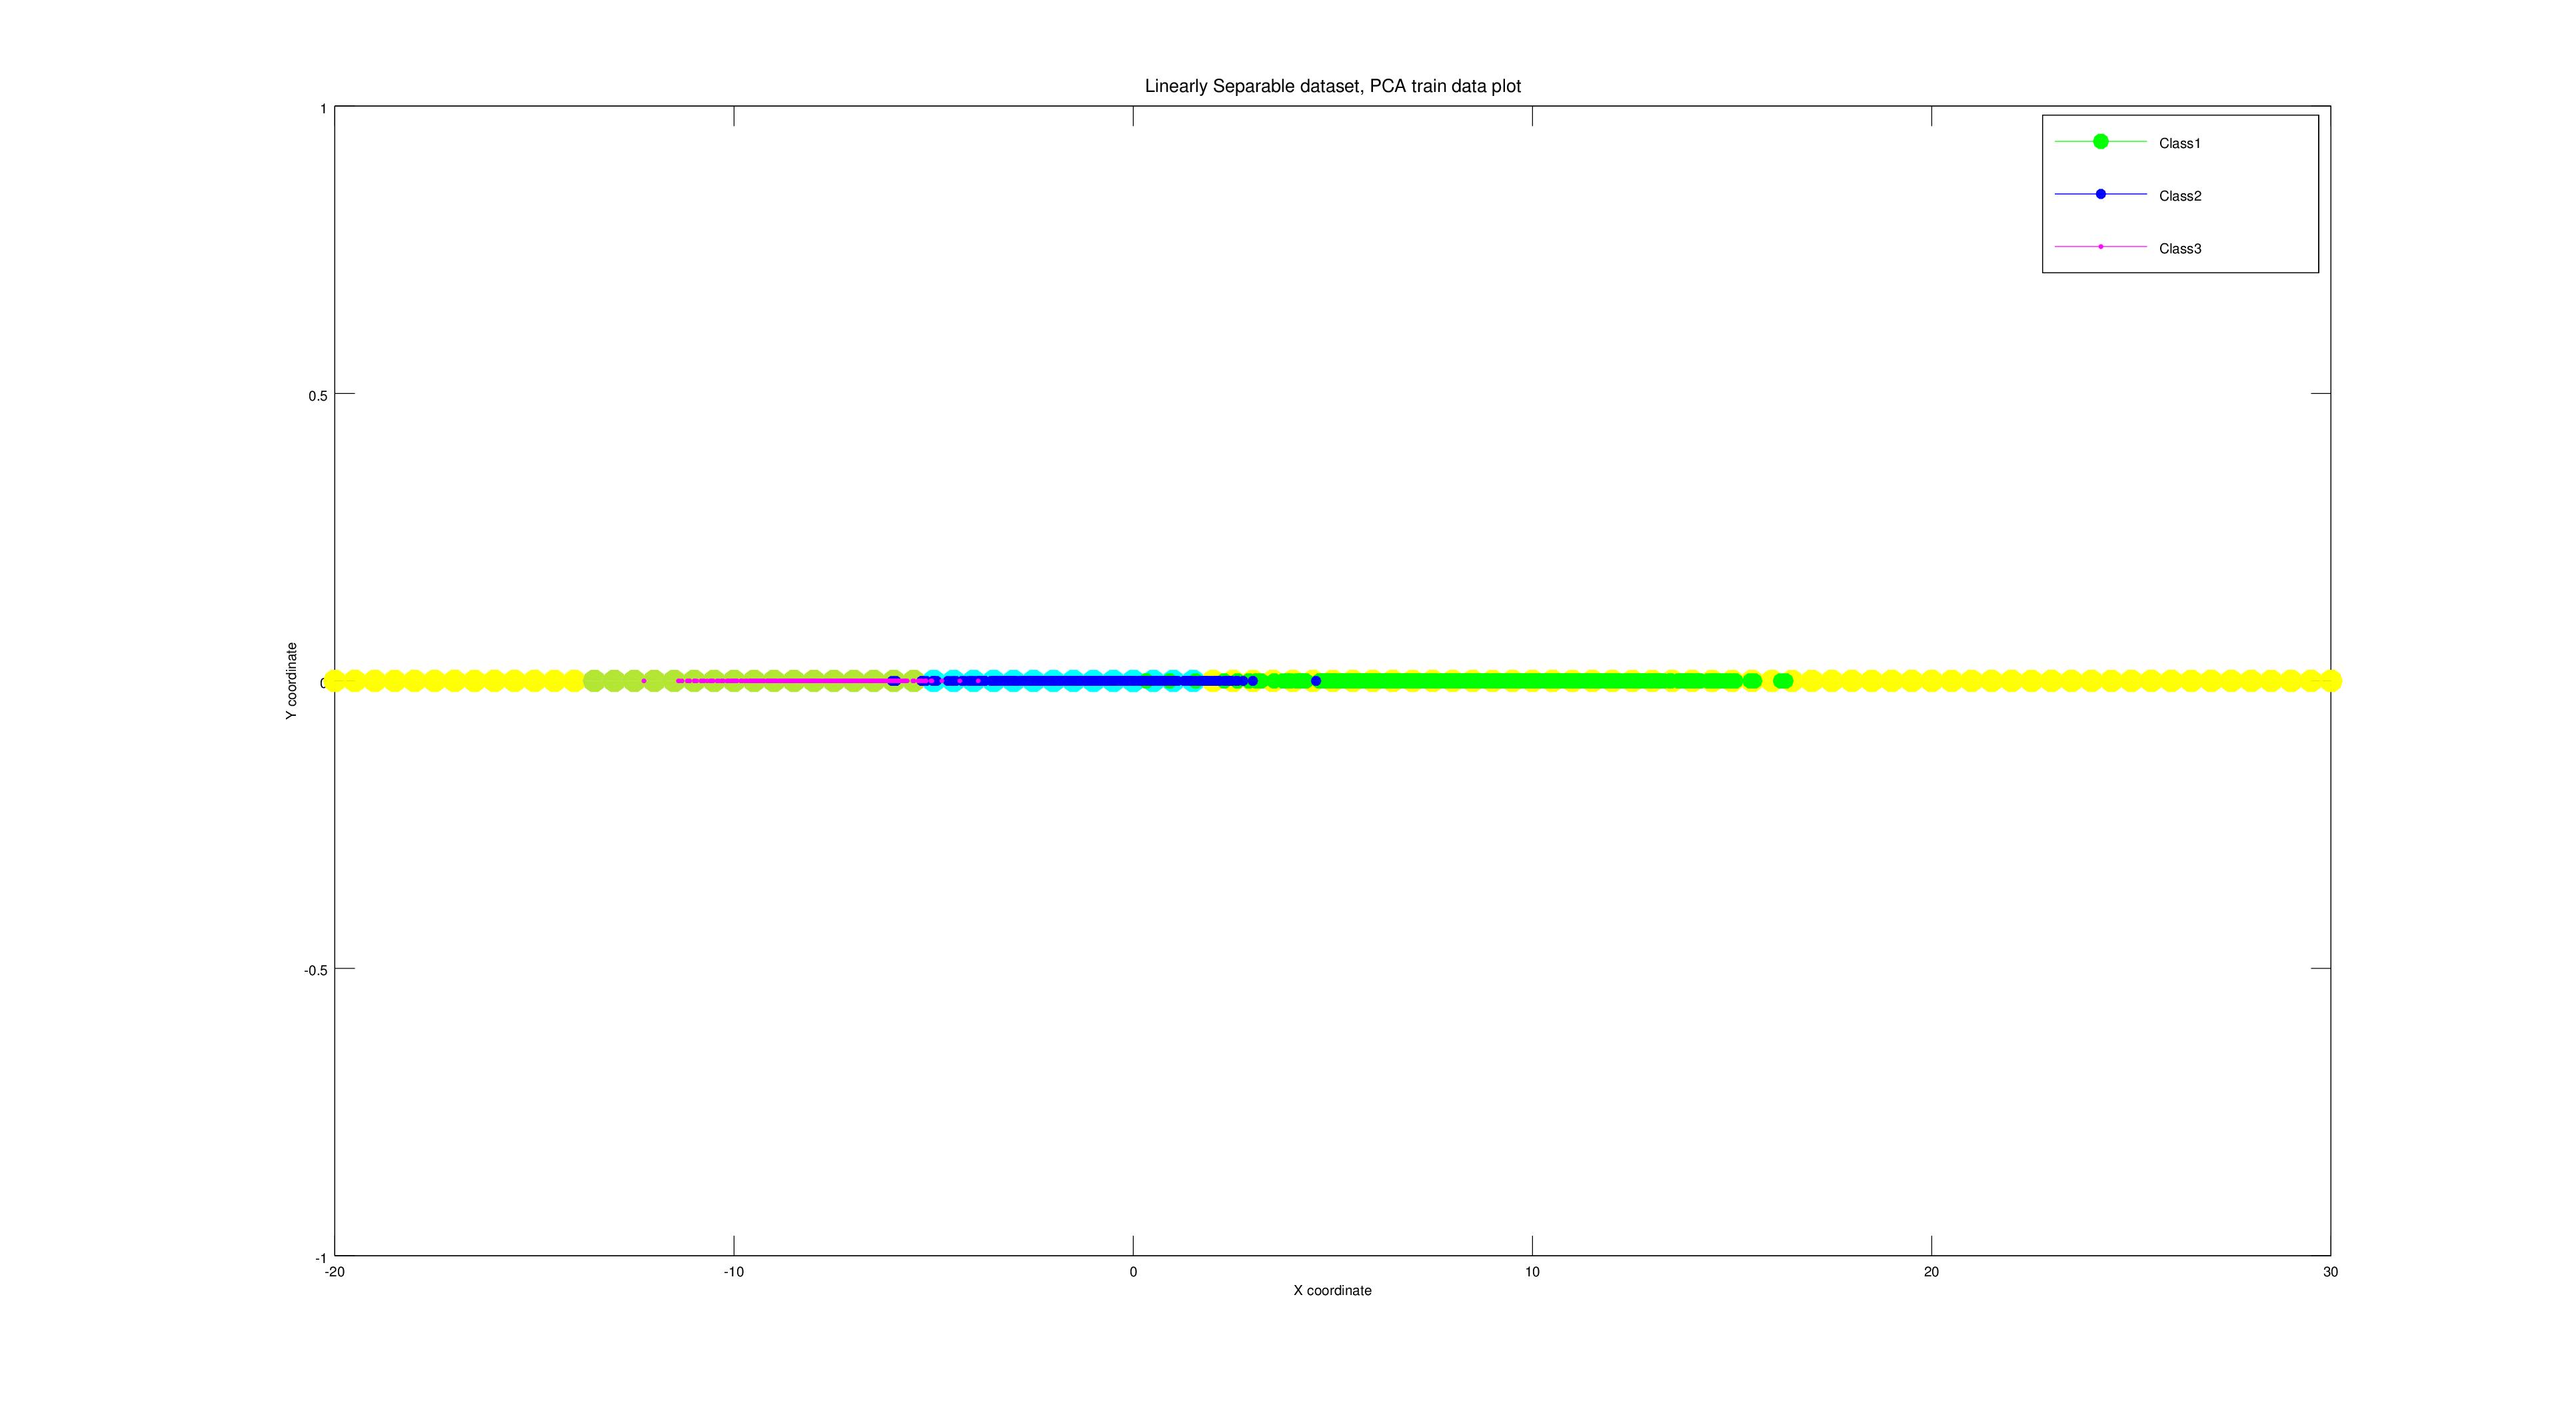 Linearly Separable dataset, PCA train data plot
1
Class1
Class2
Class3
0.5
Y coordinate
0
-0.5
-1
-20 -10 0 10 20 30
X coordinate